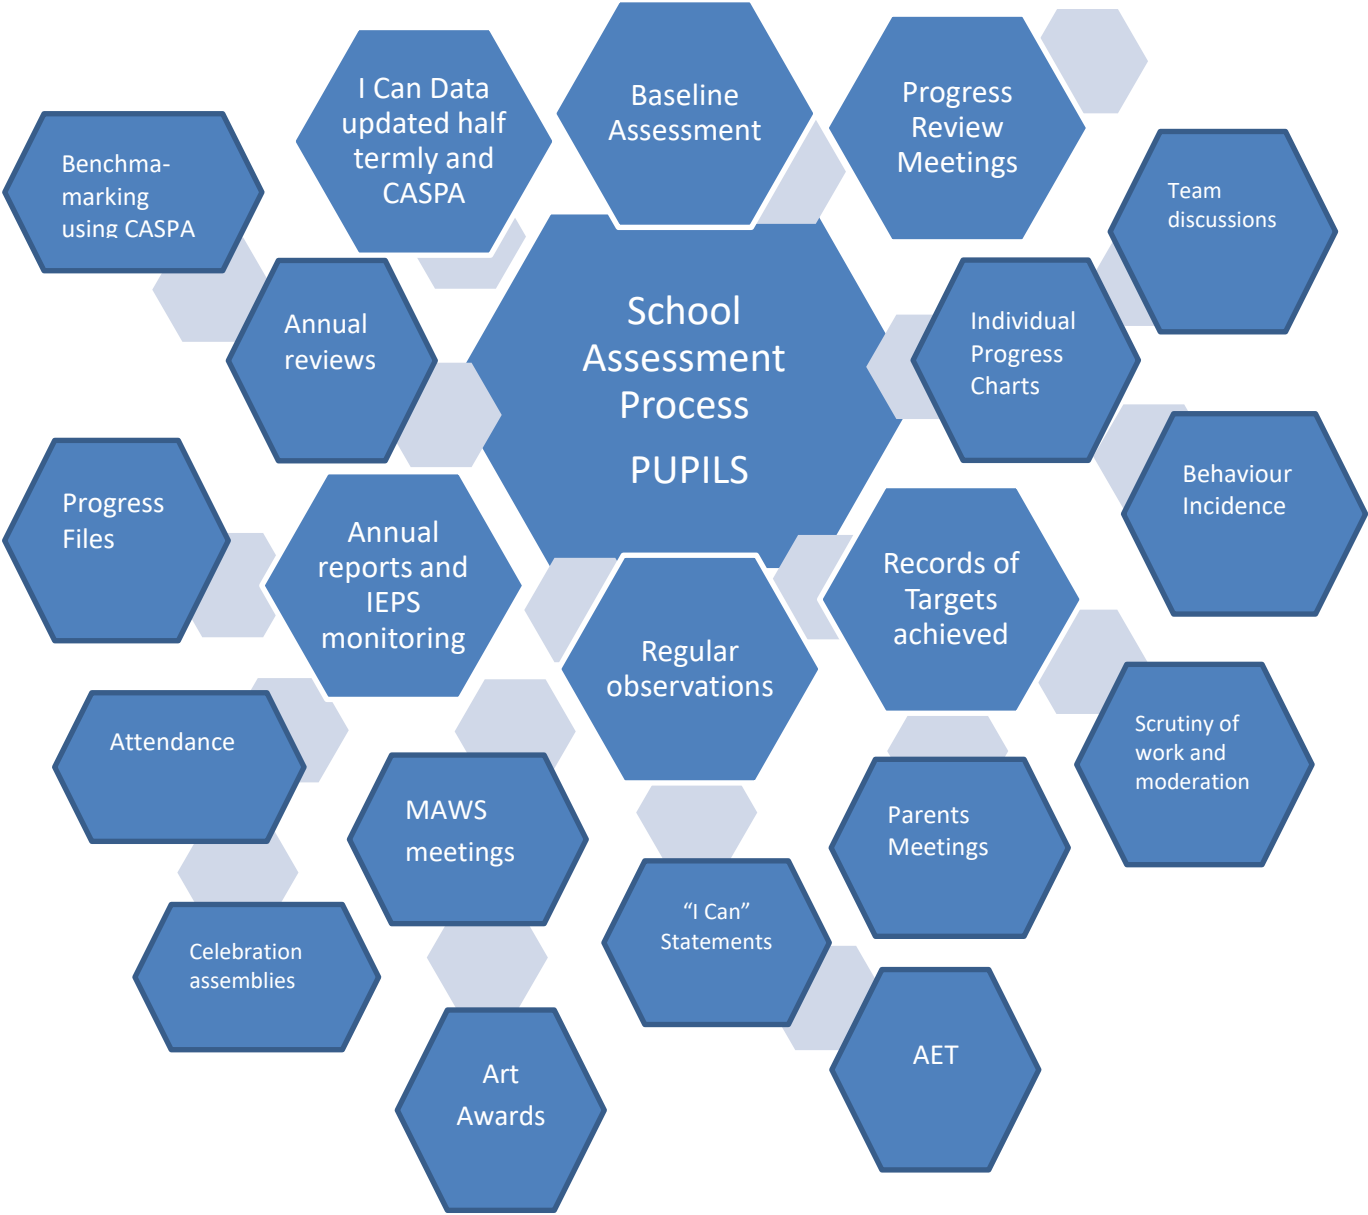 I Can Data
updated half
termly and
CASPA
Baseline
Assessment
Progress
Review
Meetings
Benchma-
marking
using CASPA
Team
discussions
Annual
reviews
School
Assessment
Process
PUPILS
Individual
Progress
Charts
Progress
Files
Annual
reports and
IEPS
monitoring
Regular
observations
Records of
Targets
achieved
Behaviour
Incidence
Attendance
MAWS
meetings
Parents
Meetings
Scrutiny of
work and
moderation
Celebration
assemblies
“I Can”
Statements
Art
Awards
AET